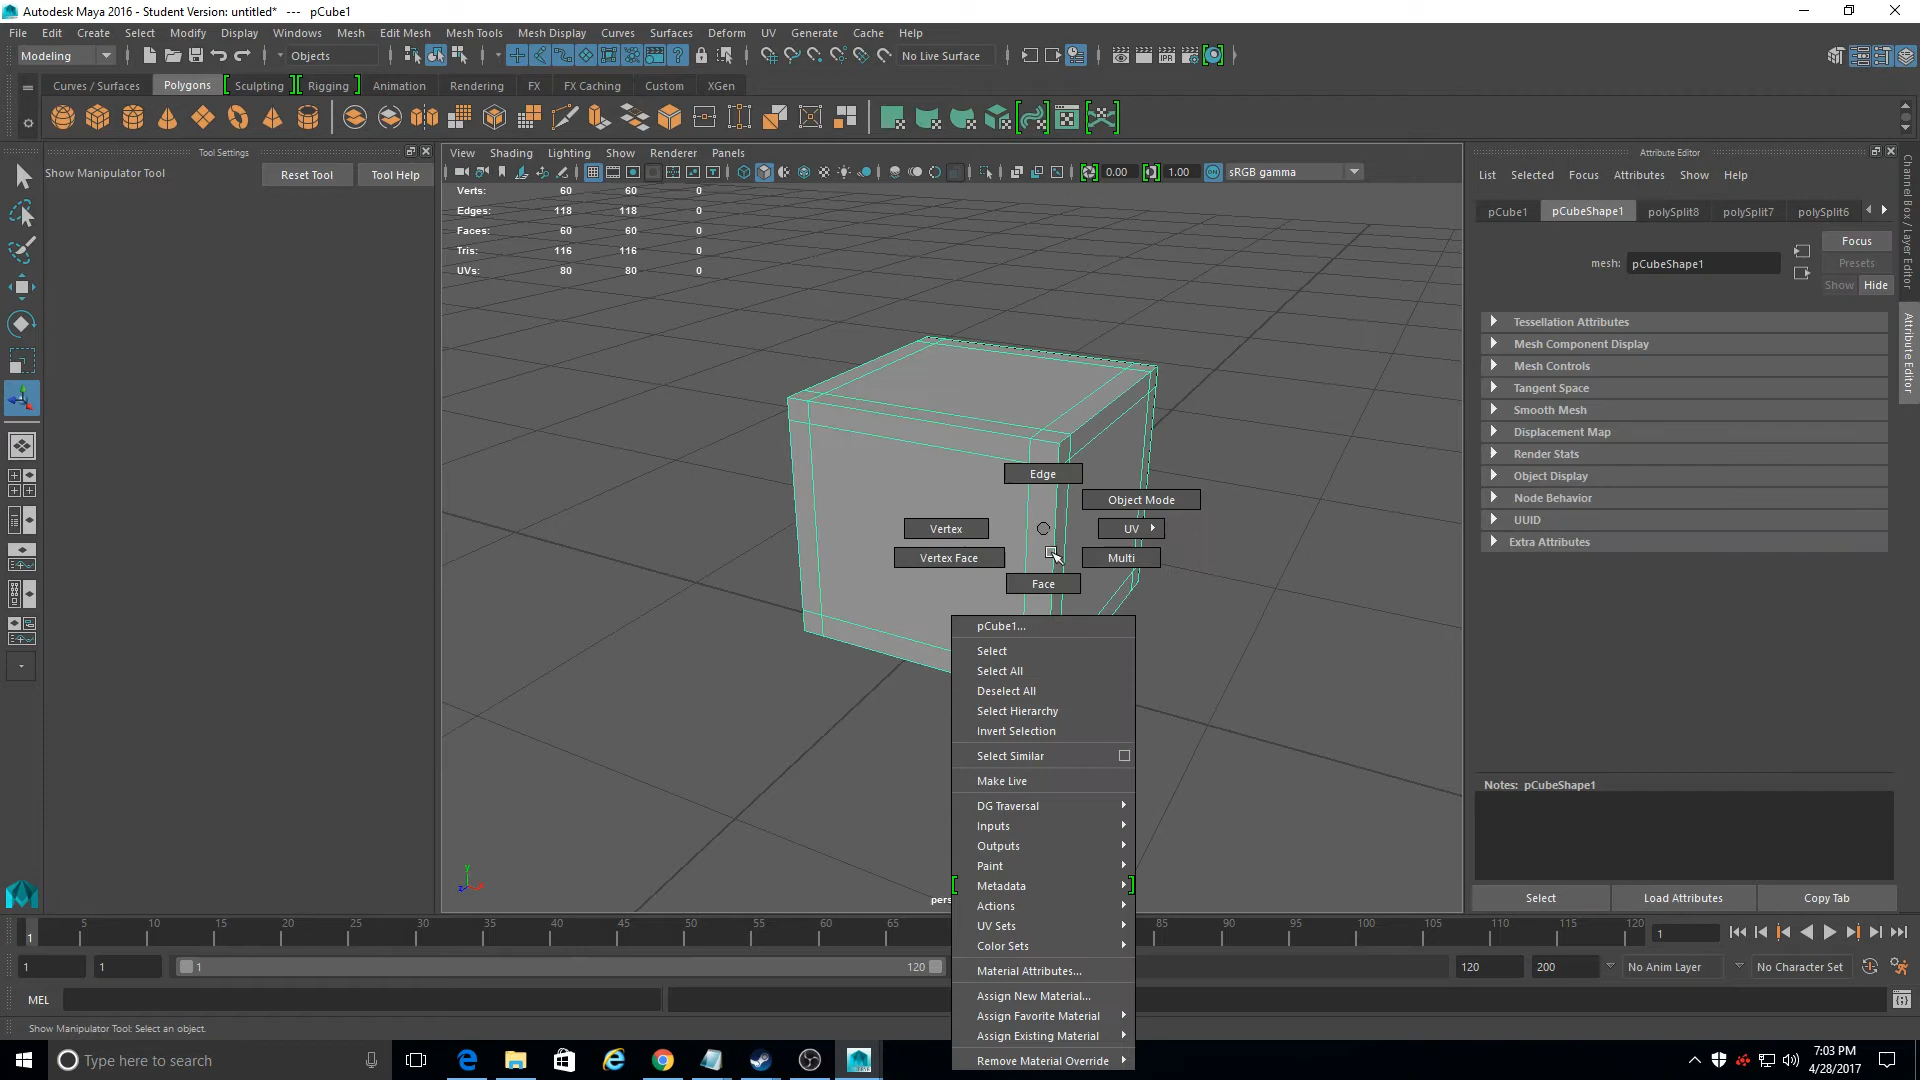 Autodesk Maya 2016 - Student Version: untitled* --- pCube1
File Edit Create Select Modify Display Windows Mesh Edit Mesh Mesh Tools Mesh Display Curves Surfaces Deform UV Generate Cache Help
Modeling Objects No Live Surface
Curves / Surfaces Polygons Sculpting Rigging Animation Rendering FX FX Caching Custom XGen
Tool Settings
Show Manipulator Tool Reset Tool Tool Help
View Shading Lighting Show Renderer Panels
0.00 1.00 sRGB gamma
Verts: 60 60 0
Edges: 118 118 0
Faces: 60 60 0
Tris: 116 116 0
UVs: 80 80 0
Edge
Object Mode
Vertex UV
Vertex Face Multi
Face
pCube1...
Select
Select All
Deselect All
Select Hierarchy
Invert Selection
Select Similar
Make Live
DG Traversal
Inputs
Outputs
Paint
Metadata
Actions
UV Sets
Color Sets
Material Attributes...
Assign New Material...
Assign Favorite Material
Assign Existing Material
Remove Material Override
y
z
pers
Attribute Editor
List Selected Focus Attributes Show Help
pCube1 pCubeShape1 polySplit8 polySplit7 polySplit6
Focus
mesh: pCubeShape1 Presets
Show Hide
Tessellation Attributes
Mesh Component Display
Mesh Controls
Tangent Space
Smooth Mesh
Displacement Map
Render Stats
Object Display
Node Behavior
UUID
Extra Attributes
Notes: pCubeShape1
Select Load Attributes Copy Tab
Channel Box / Layer Editor
Attribute Editor
1 5 10 15 20 25 30 35 40 45 50 55 60 65 85 90 95 100 105 110 115 120 1
1 1 1 120 120 200 No Anim Layer No Character Set
MEL
Show Manipulator Tool: Select an object.
Type here to search
7:03 PM
4/28/2017